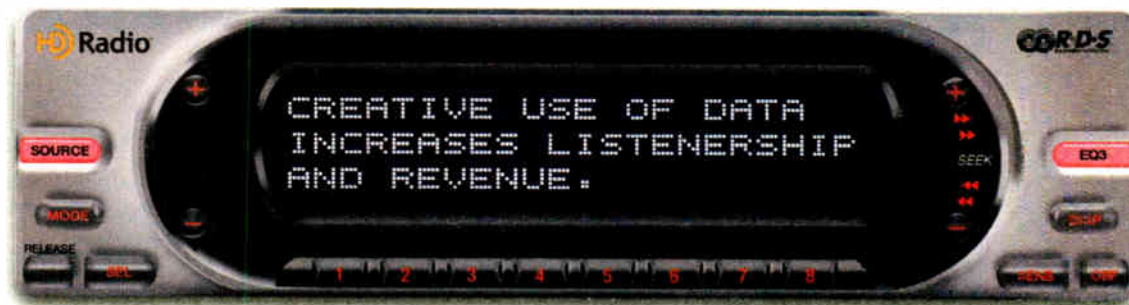 HD Radio
RDS
CREATIVE USE OF DATA
INCREASES LISTENERSHIP
AND REVENUE.
SOURCE
MODE
RELEASE
SEL
SEEK
EQ3
DISP
1 2 3 4 5 6 7 8